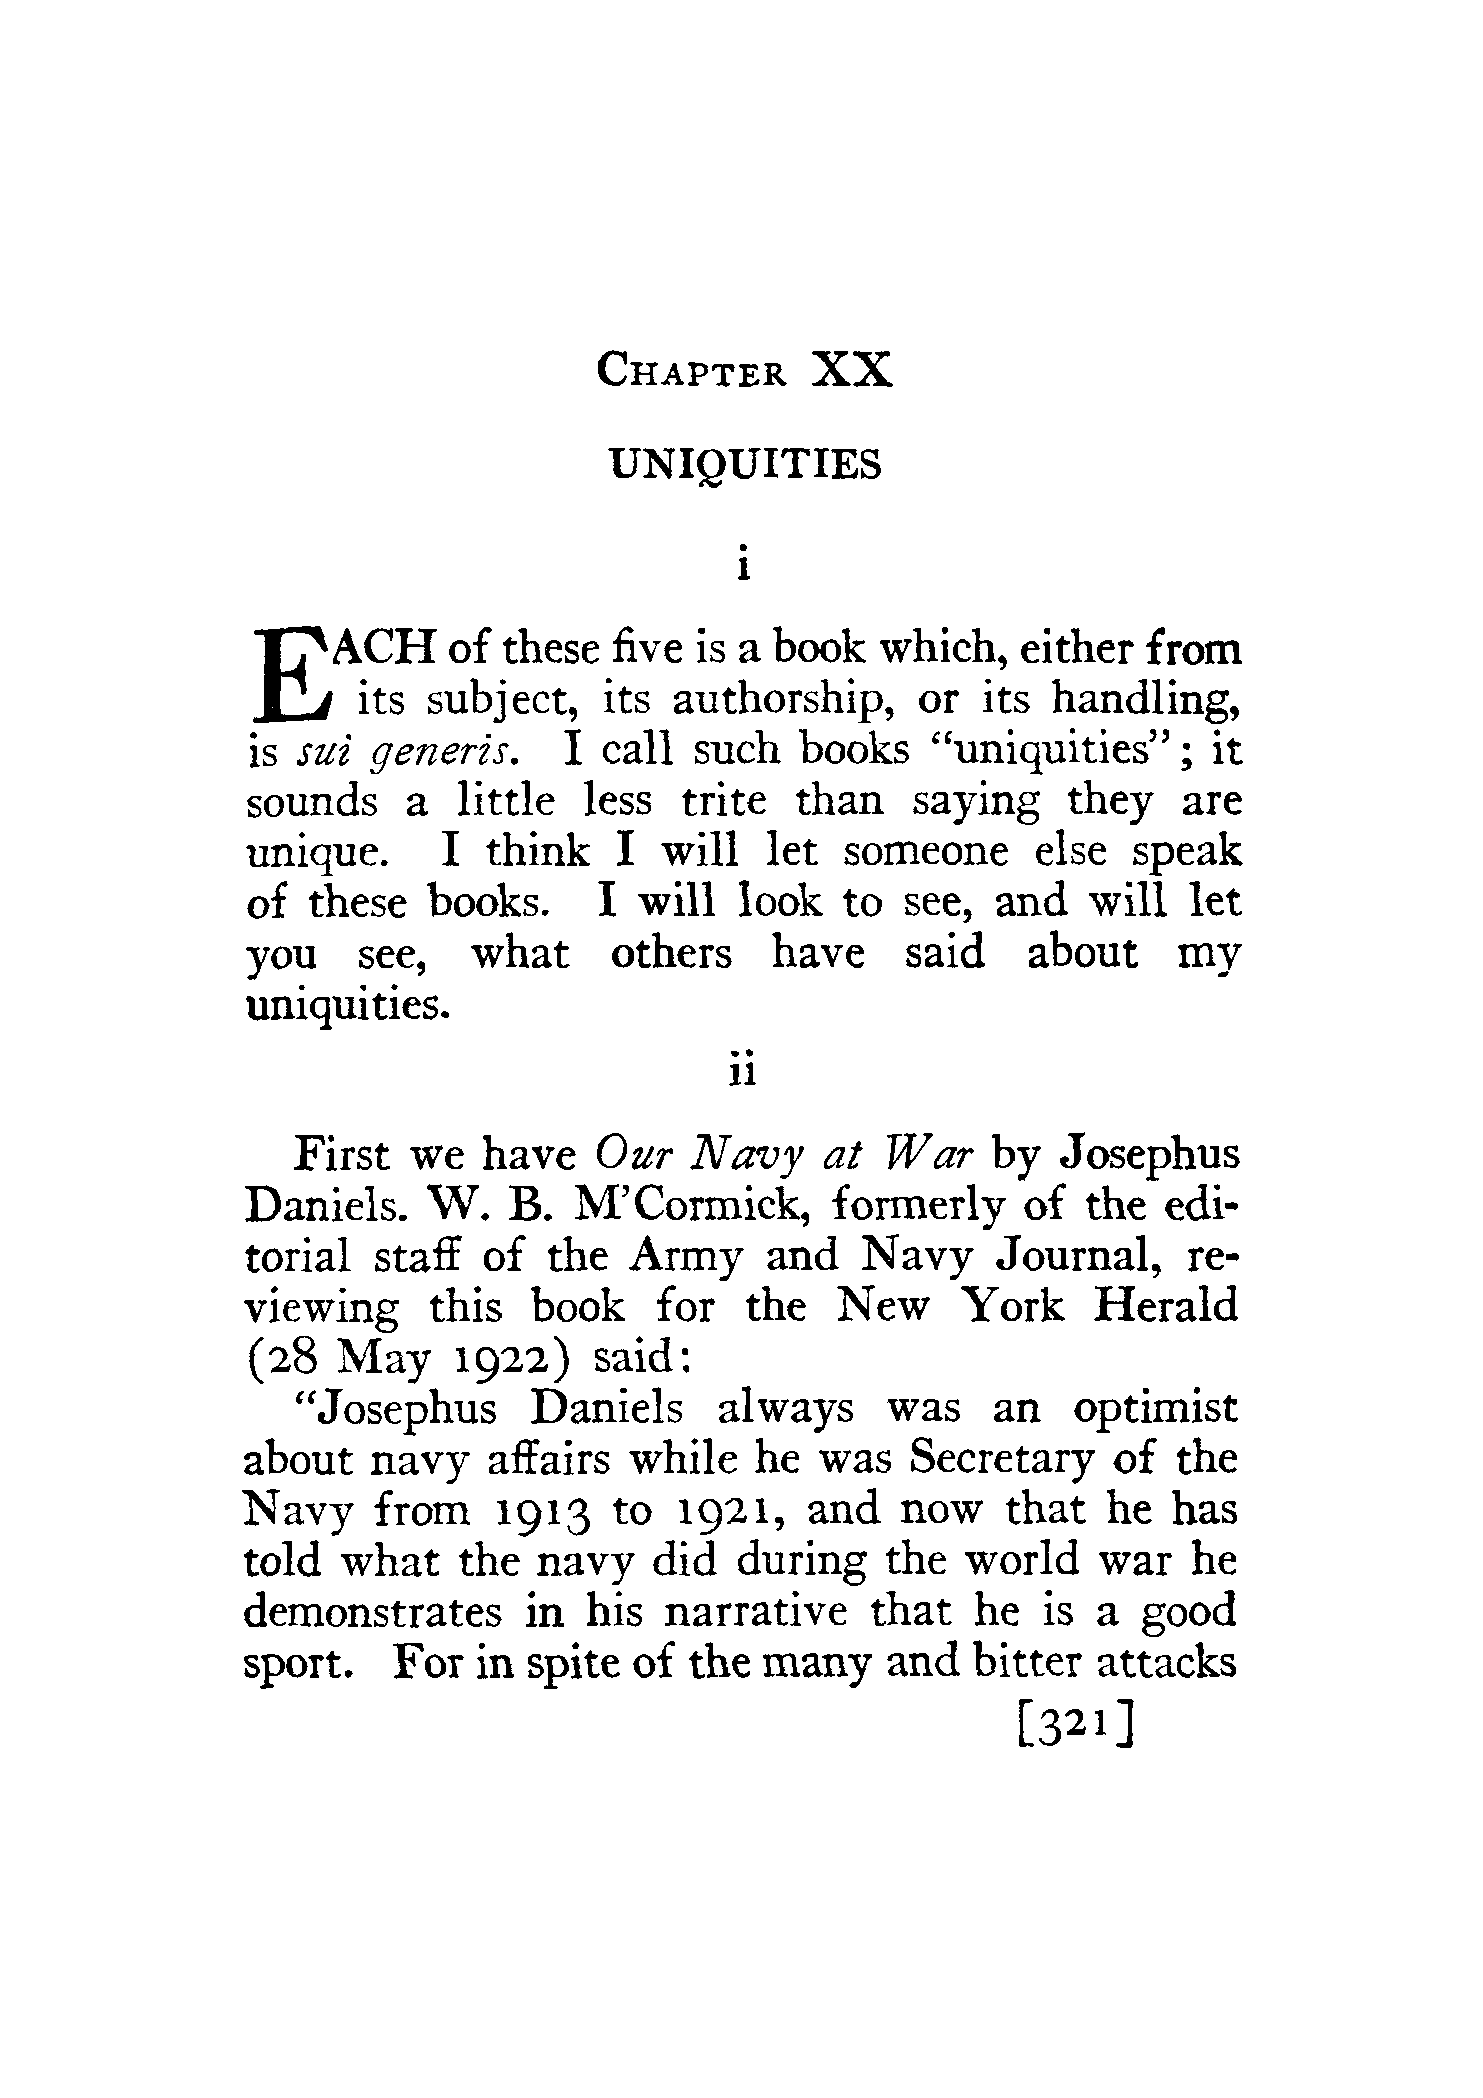 CHAPTER XX
UNIQUITIES
i
EACH of these five is a book which, either from
its subject, its authorship, or its handling,
is sui generis. I call such books “uniquities”; it
sounds a little less trite than saying they are
unique. I think I will let someone else speak
of these books. I will look to see, and will let
you see, what others have said about my
uniquities.
ii
First we have Our Navy at War by Josephus
Daniels. W. B. M’Cormick, formerly of the edi-
torial staff of the Army and Navy Journal, re-
viewing this book for the New York Herald
(28 May 1922) said:
“Josephus Daniels always was an optimist
about navy affairs while he was Secretary of the
Navy from 1913 to 1921, and now that he has
told what the navy did during the world war he
demonstrates in his narrative that he is a good
sport. For in spite of the many and bitter attacks
[321]